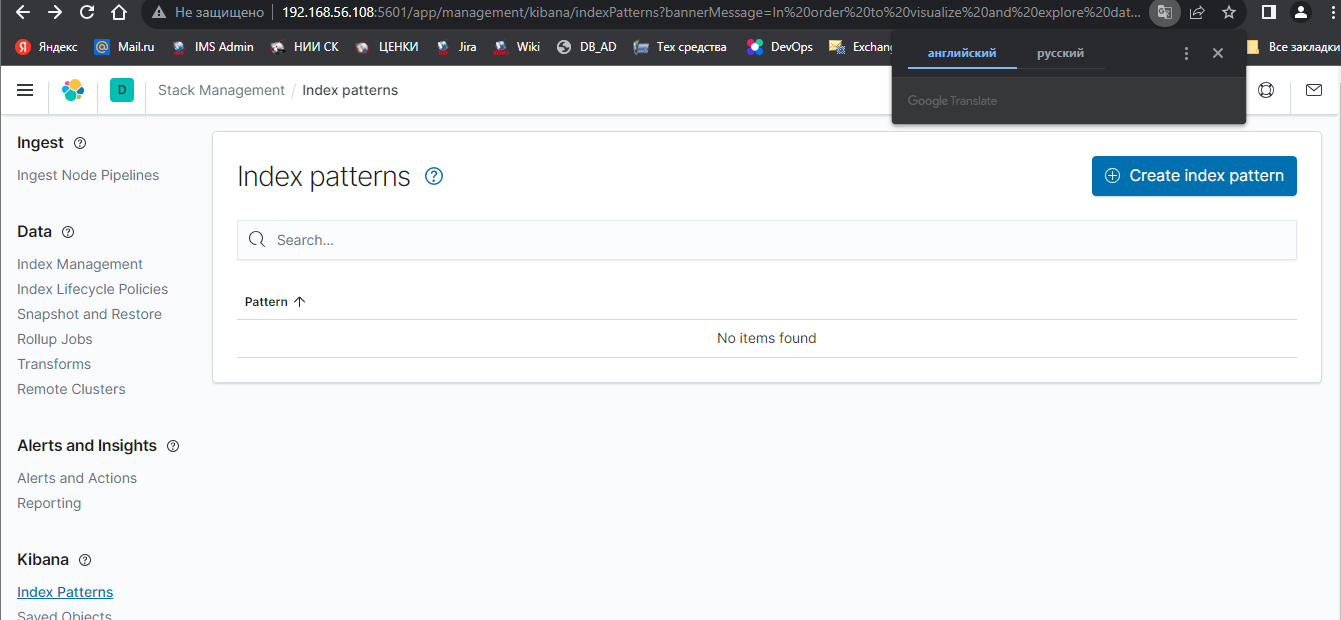 Не защищено 192.168.56.108:5601/app/management/kibana/indexPatterns?bannerMessage=In%20order%20to%20visualize%20and%20explore%20dat...
Яндекс Mail.ru IMS Admin НИИ СК ЦЕНКИ Jira Wiki DB_AD Тех средства DevOps Exchan Все закладки
английский русский
Google Translate
D Stack Management / Index patterns
Ingest
Ingest Node Pipelines
Data
Index Management
Index Lifecycle Policies
Snapshot and Restore
Rollup Jobs
Transforms
Remote Clusters
Alerts and Insights
Alerts and Actions
Reporting
Kibana
Index Patterns
Saved Objects
Index patterns
Create index pattern
Search...
Pattern
No items found